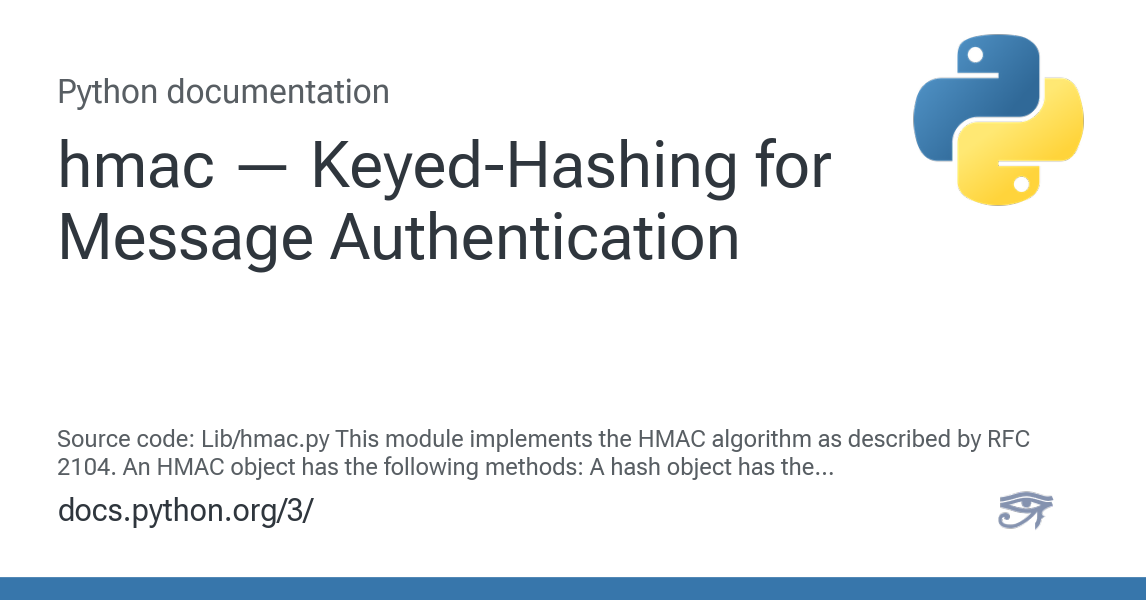 Python documentation
hmac — Keyed-Hashing for
Message Authentication
Source code: Lib/hmac.py This module implements the HMAC algorithm as described by RFC
2104. An HMAC object has the following methods: A hash object has the...
docs.python.org/3/